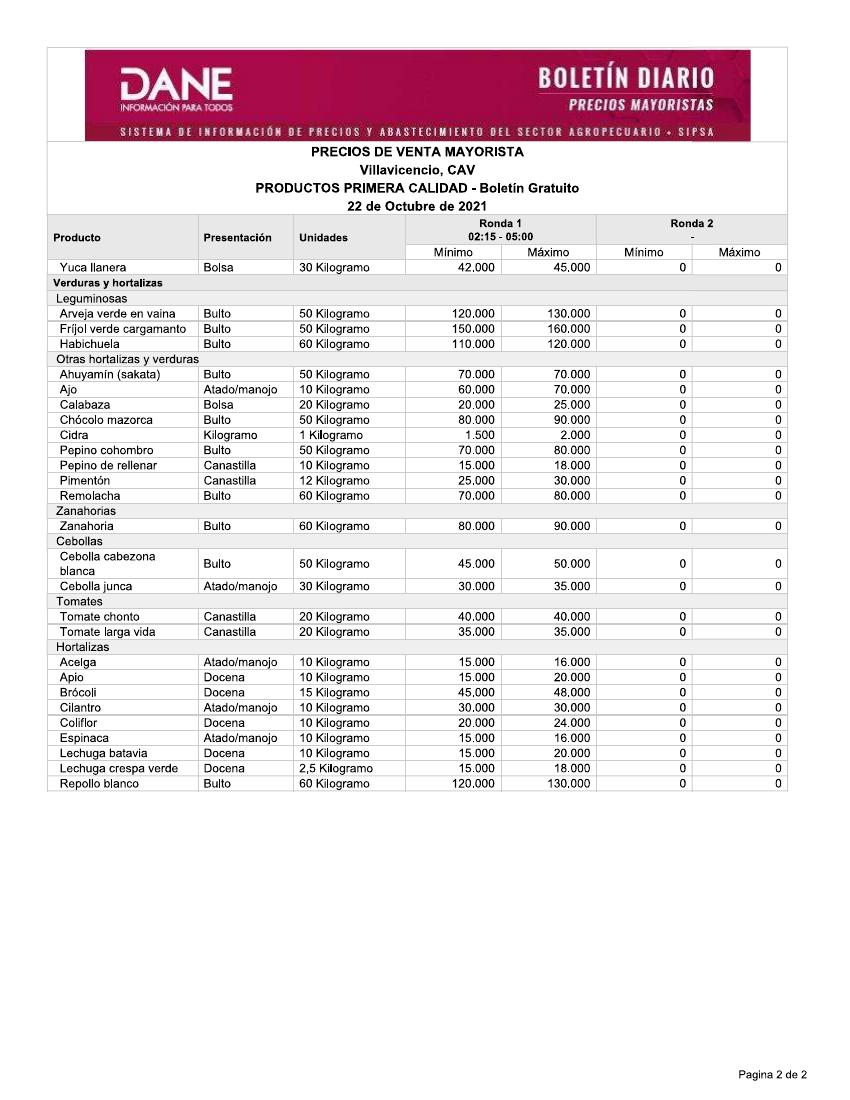 DANE
INFORMACIÓN PARA TODOS
BOLETÍN DIARIO
PRECIOS MAYORISTAS
SISTEMA DE INFORMACIÓN DE PRECIOS Y ABASTECIMIENTO DEL SECTOR AGROPECUARIO • SIPSA
PRECIOS DE VENTA MAYORISTA
Villavicencio, CAV
PRODUCTOS PRIMERA CALIDAD - Boletín Gratuito
22 de Octubre de 2021
Producto Presentación Unidades Ronda 1 02:15 - 05:00 Ronda 2 -
Mínimo Máximo Mínimo Máximo
Yuca llanera Bolsa 30 Kilogramo 42.000 45.000 0 0
Verduras y hortalizas
Leguminosas
Arveja verde en vaina Bulto 50 Kilogramo 120.000 130.000 0 0
Fríjol verde cargamanto Bulto 50 Kilogramo 150.000 160.000 0 0
Habichuela Bulto 60 Kilogramo 110.000 120.000 0 0
Otras hortalizas y verduras
Ahuyamín (sakata) Bulto 50 Kilogramo 70.000 70.000 0 0
Ajo Atado/manojo 10 Kilogramo 60.000 70.000 0 0
Calabaza Bolsa 20 Kilogramo 20.000 25.000 0 0
Chócolo mazorca Bulto 50 Kilogramo 80.000 90.000 0 0
Cidra Kilogramo 1 Kilogramo 1.500 2.000 0 0
Pepino cohombro Bulto 50 Kilogramo 70.000 80.000 0 0
Pepino de rellenar Canastilla 10 Kilogramo 15.000 18.000 0 0
Pimentón Canastilla 12 Kilogramo 25.000 30.000 0 0
Remolacha Bulto 60 Kilogramo 70.000 80.000 0 0
Zanahorias
Zanahoria Bulto 60 Kilogramo 80.000 90.000 0 0
Cebollas
Cebolla cabezona blanca Bulto 50 Kilogramo 45.000 50.000 0 0
Cebolla junca Atado/manojo 30 Kilogramo 30.000 35.000 0 0
Tomates
Tomate chonto Canastilla 20 Kilogramo 40.000 40.000 0 0
Tomate larga vida Canastilla 20 Kilogramo 35.000 35.000 0 0
Hortalizas
Acelga Atado/manojo 10 Kilogramo 15.000 16.000 0 0
Apio Docena 10 Kilogramo 15.000 20.000 0 0
Brócoli Docena 15 Kilogramo 45.000 48.000 0 0
Cilantro Atado/manojo 10 Kilogramo 30.000 30.000 0 0
Coliflor Docena 10 Kilogramo 20.000 24.000 0 0
Espinaca Atado/manojo 10 Kilogramo 15.000 16.000 0 0
Lechuga batavia Docena 10 Kilogramo 15.000 20.000 0 0
Lechuga crespa verde Docena 2,5 Kilogramo 15.000 18.000 0 0
Repollo blanco Bulto 60 Kilogramo 120.000 130.000 0 0
Pagina 2 de 2